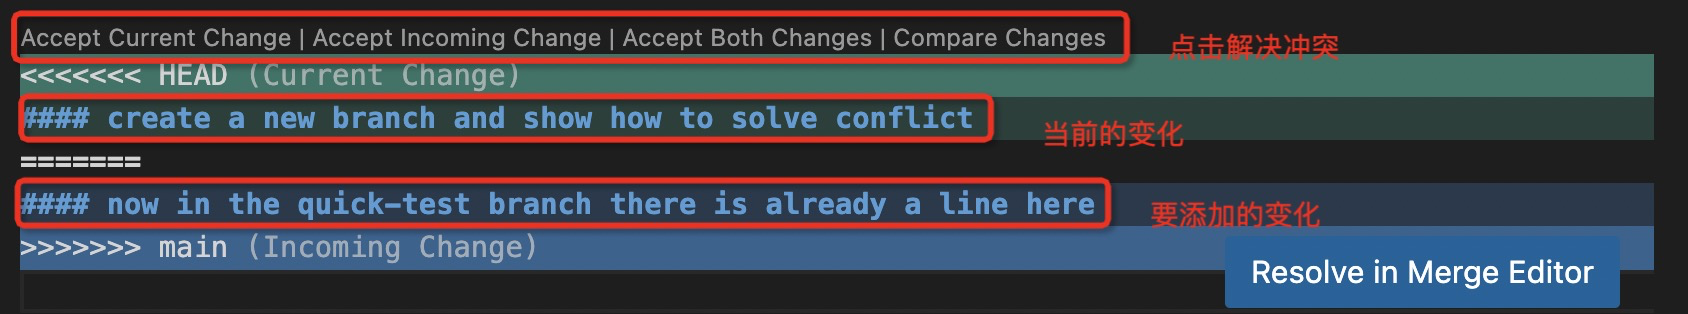 Accept Current Change | Accept Incoming Change | Accept Both Changes | Compare Changes
点击解决冲突
<<<<<<< HEAD (Current Change)
#### create a new branch and show how to solve conflict
当前的变化
=======
#### now in the quick-test branch there is already a line here
要添加的变化
>>>>>>> main (Incoming Change)
Resolve in Merge Editor